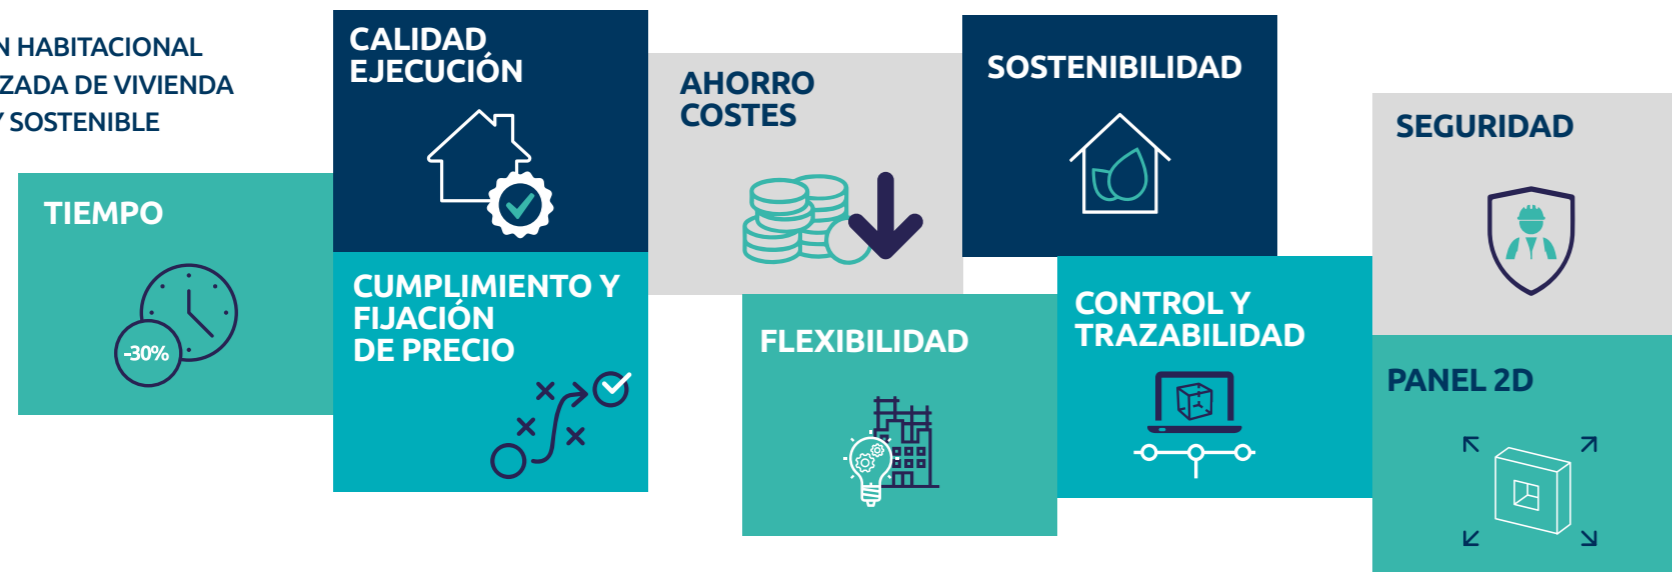 N HABITACIONAL
ZADA DE VIVIENDA
Y SOSTENIBLE
TIEMPO
-30%
CALIDAD
EJECUCIÓN
CUMPLIMIENTO Y
FIJACIÓN
DE PRECIO
AHORRO
COSTES
FLEXIBILIDAD
SOSTENIBILIDAD
CONTROL Y
TRAZABILIDAD
SEGURIDAD
PANEL 2D